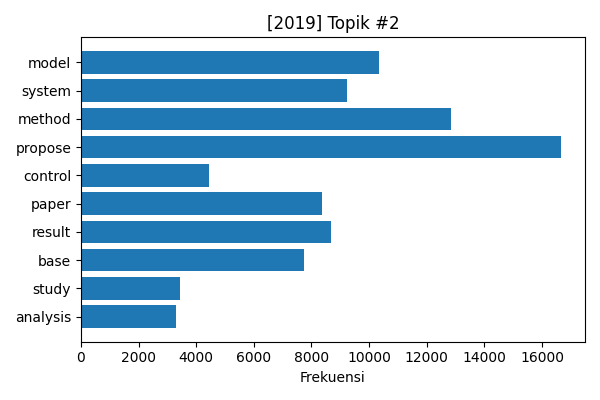 [2019] Topik #2
model
system
method
propose
control
paper
result
base
study
analysis
0 2000 4000 6000 8000 10000 12000 14000 16000
Frekuensi